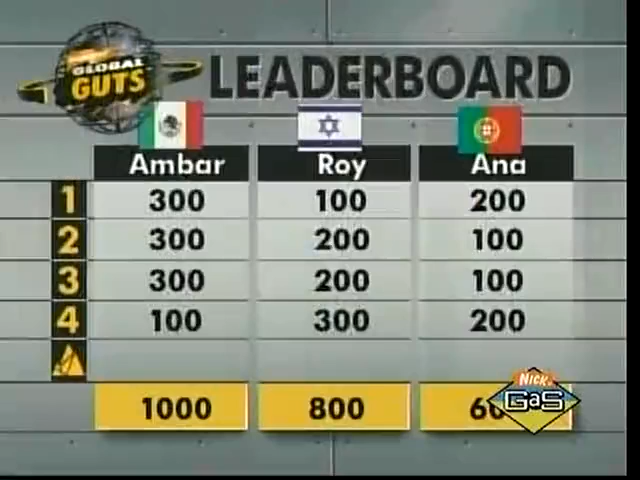 GLOBAL
GUTS
LEADERBOARD
Ambar Roy Ana
1 300 100 200
2 300 200 100
3 300 200 100
4 100 300 200
1000 800 60
NICK
GaS